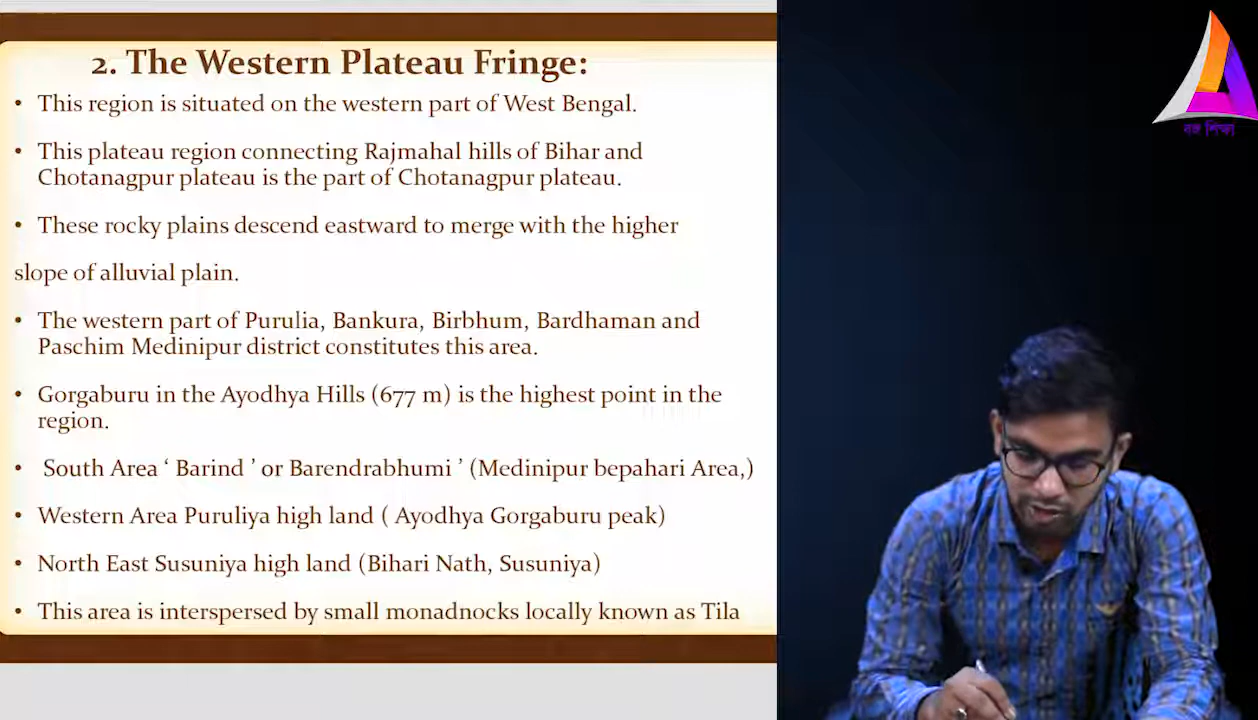 2. The Western Plateau Fringe:
• This region is situated on the western part of West Bengal.
• This plateau region connecting Rajmahal hills of Bihar and
Chotanagpur plateau is the part of Chotanagpur plateau.
• These rocky plains descend eastward to merge with the higher
slope of alluvial plain.
• The western part of Purulia, Bankura, Birbhum, Bardhaman and
Paschim Medinipur district constitutes this area.
• Gorgaburu in the Ayodhya Hills (677 m) is the highest point in the
region.
• South Area ‘ Barind ’ or Barendrabhumi ’ (Medinipur bepahari Area,)
• Western Area Puruliya high land ( Ayodhya Gorgaburu peak)
• North East Susuniya high land (Bihari Nath, Susuniya)
• This area is interspersed by small monadnocks locally known as Tila
বঙ্গ শিক্ষা